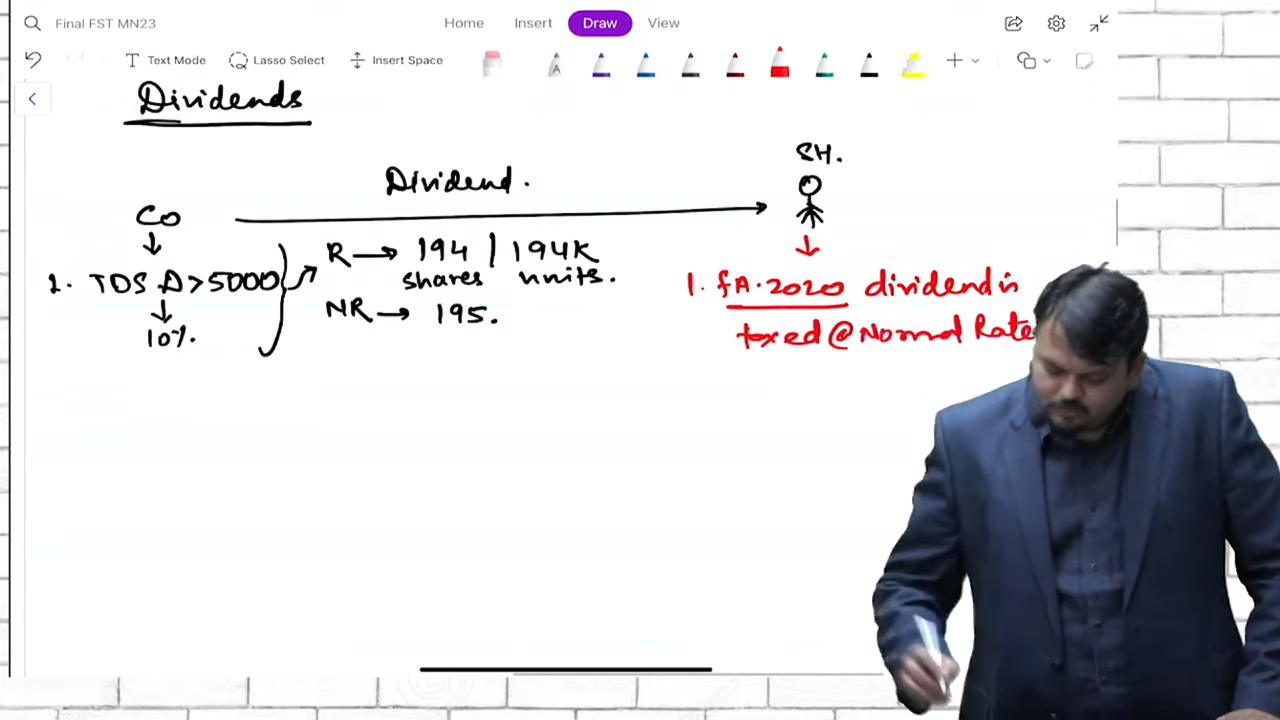 Final FST MN23
Home Insert Draw View
Text Mode Lasso Select Insert Space
A
Dividends
SH.
Dividend.
Co
R → 194 | 194K
shares units.
1. TDS D > 5000
NR → 195.
10%.
1. FA.2020 dividend is
taxed @ Normal Rate